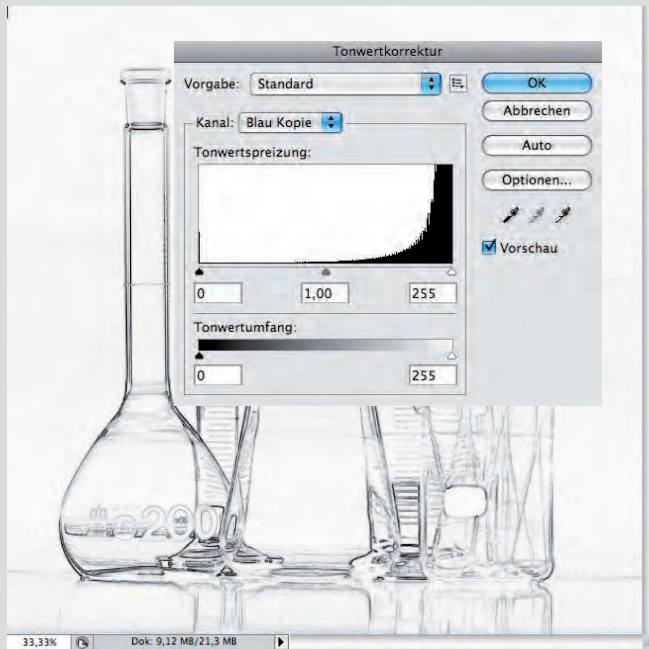 Tonwertkorrektur
Vorgabe: Standard
OK
Kanal: Blau Kopie
Abbrechen
Tonwertspreizung:
Auto
Optionen...
Vorschau
0 1,00 255
Tonwertumfang:
0 255
200
33,33% Dok: 9,12 MB/21,3 MB